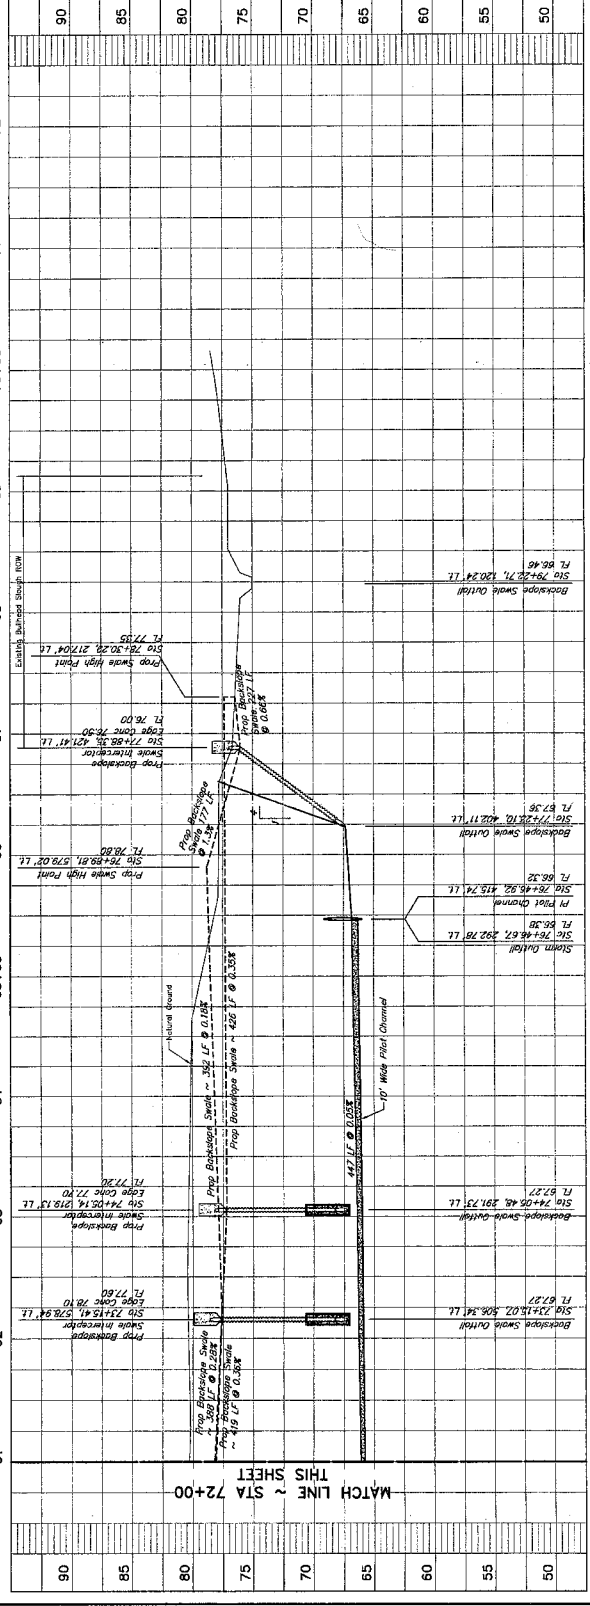 90
85
80
75
70
65
60
55
50
MATCH LINE ~ STA 72+00
THIS SHEET
Prop Backslope Swale
~ 388 LF @ 0.28%
Prop Backslope Swale
~ 419 LF @ 0.35%
Prop Backslope
Swale Interceptor
Sta 73+15.41, 578.94' Lt
Edge Conc 78.10
FL 77.60
Backslope Swale Outfall
Sta 73+15.07, 506.34' Lt
FL 67.27
Prop Backslope
Swale Interceptor
Sta 74+05.14, 219.13' Lt
Edge Conc 77.70
FL 77.20
Backslope Swale Outfall
Sta 74+05.48, 291.73' Lt
FL 67.27
Prop Backslope Swale ~ 392 LF @ 0.18%
Prop Backslope Swale ~ 426 LF @ 0.35%
447 LF @ 0.05%
10' Wide Pilot Channel
Natural Ground
Storm Outfall
Sta 76+46.67, 292.78' Lt
FL 66.38
PI Pilot Channel
Sta 76+46.92, 415.74' Lt
FL 66.32
Prop Swale High Point
Sta 76+89.81, 579.02' Lt
FL 78.80
Prop Backslope
Swale 177 LF
@ 1.3%
Backslope Swale Outfall
Sta 77+23.10, 402.11' Lt
FL 67.36
Prop Backslope
Swale Interceptor
Sta 77+88.35, 421.41' Lt
Edge Conc 76.50
FL 76.00
Prop Backslope
Swale 227 LF
@ 0.66%
Prop Swale High Point
Sta 78+30.22, 217.04' Lt
FL 77.35
Existing Bullhead Slough ROW
Backslope Swale Outfall
Sta 79+22.71, 120.24' Lt
FL 66.46
90
85
80
75
70
65
60
55
50